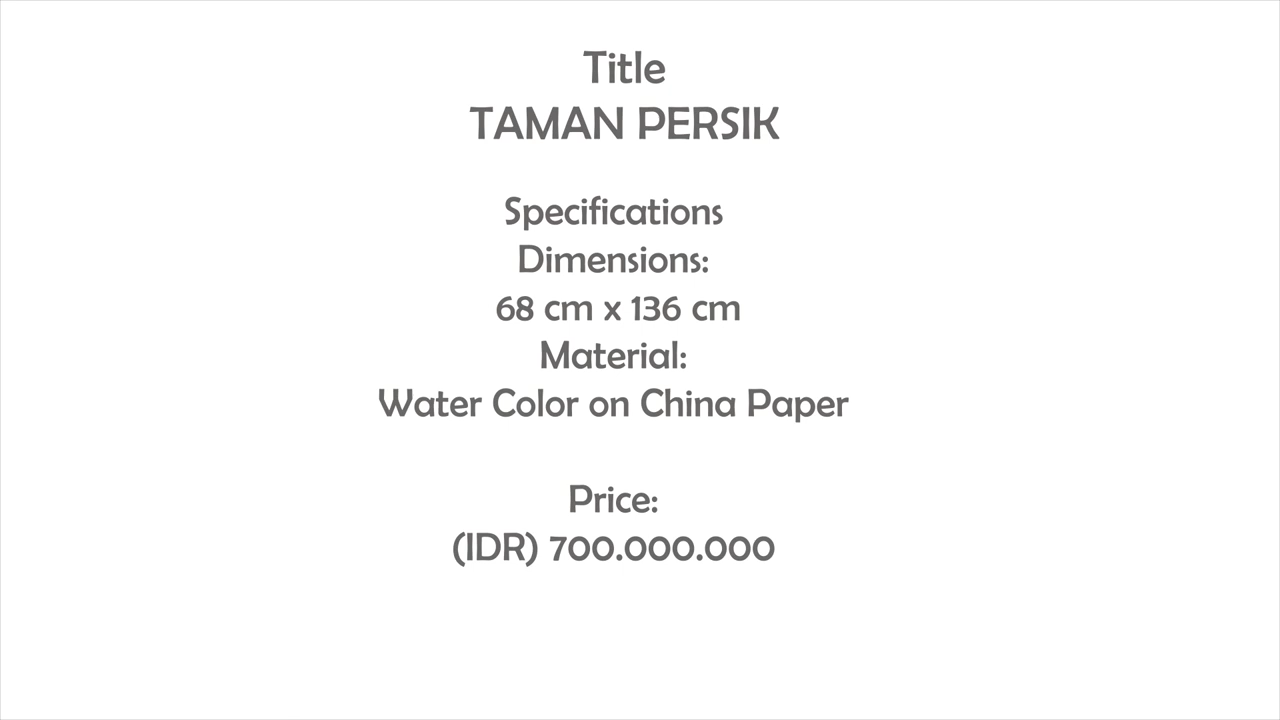 Title
TAMAN PERSIK
Specifications
Dimensions:
68 cm x 136 cm
Material:
Water Color on China Paper
Price:
(IDR) 700.000.000